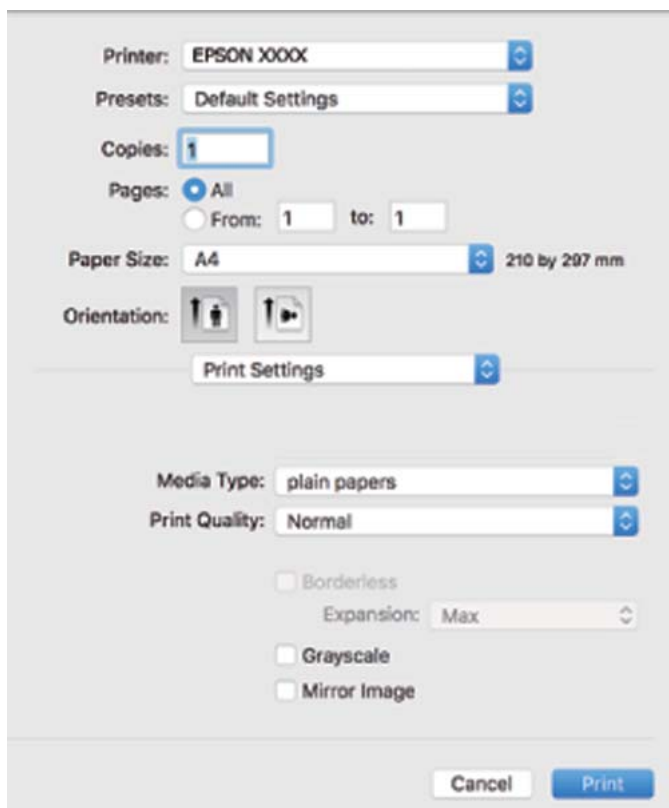 Printer: EPSON XXXX
Presets: Default Settings
Copies: 1
Pages: All
From: 1 to: 1
Paper Size: A4 210 by 297 mm
Orientation:
Print Settings
Media Type: plain papers
Print Quality: Normal
Borderless
Expansion: Max
Grayscale
Mirror Image
Cancel Print